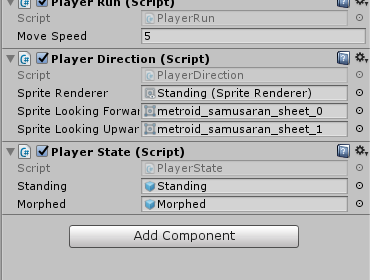 Player Run (Script)
Script PlayerRun
Move Speed 5
Player Direction (Script)
Script PlayerDirection
Sprite Renderer Standing (Sprite Renderer)
Sprite Looking Forwar metroid_samusaran_sheet_0
Sprite Looking Upwar metroid_samusaran_sheet_1
Player State (Script)
Script PlayerState
Standing Standing
Morphed Morphed
Add Component